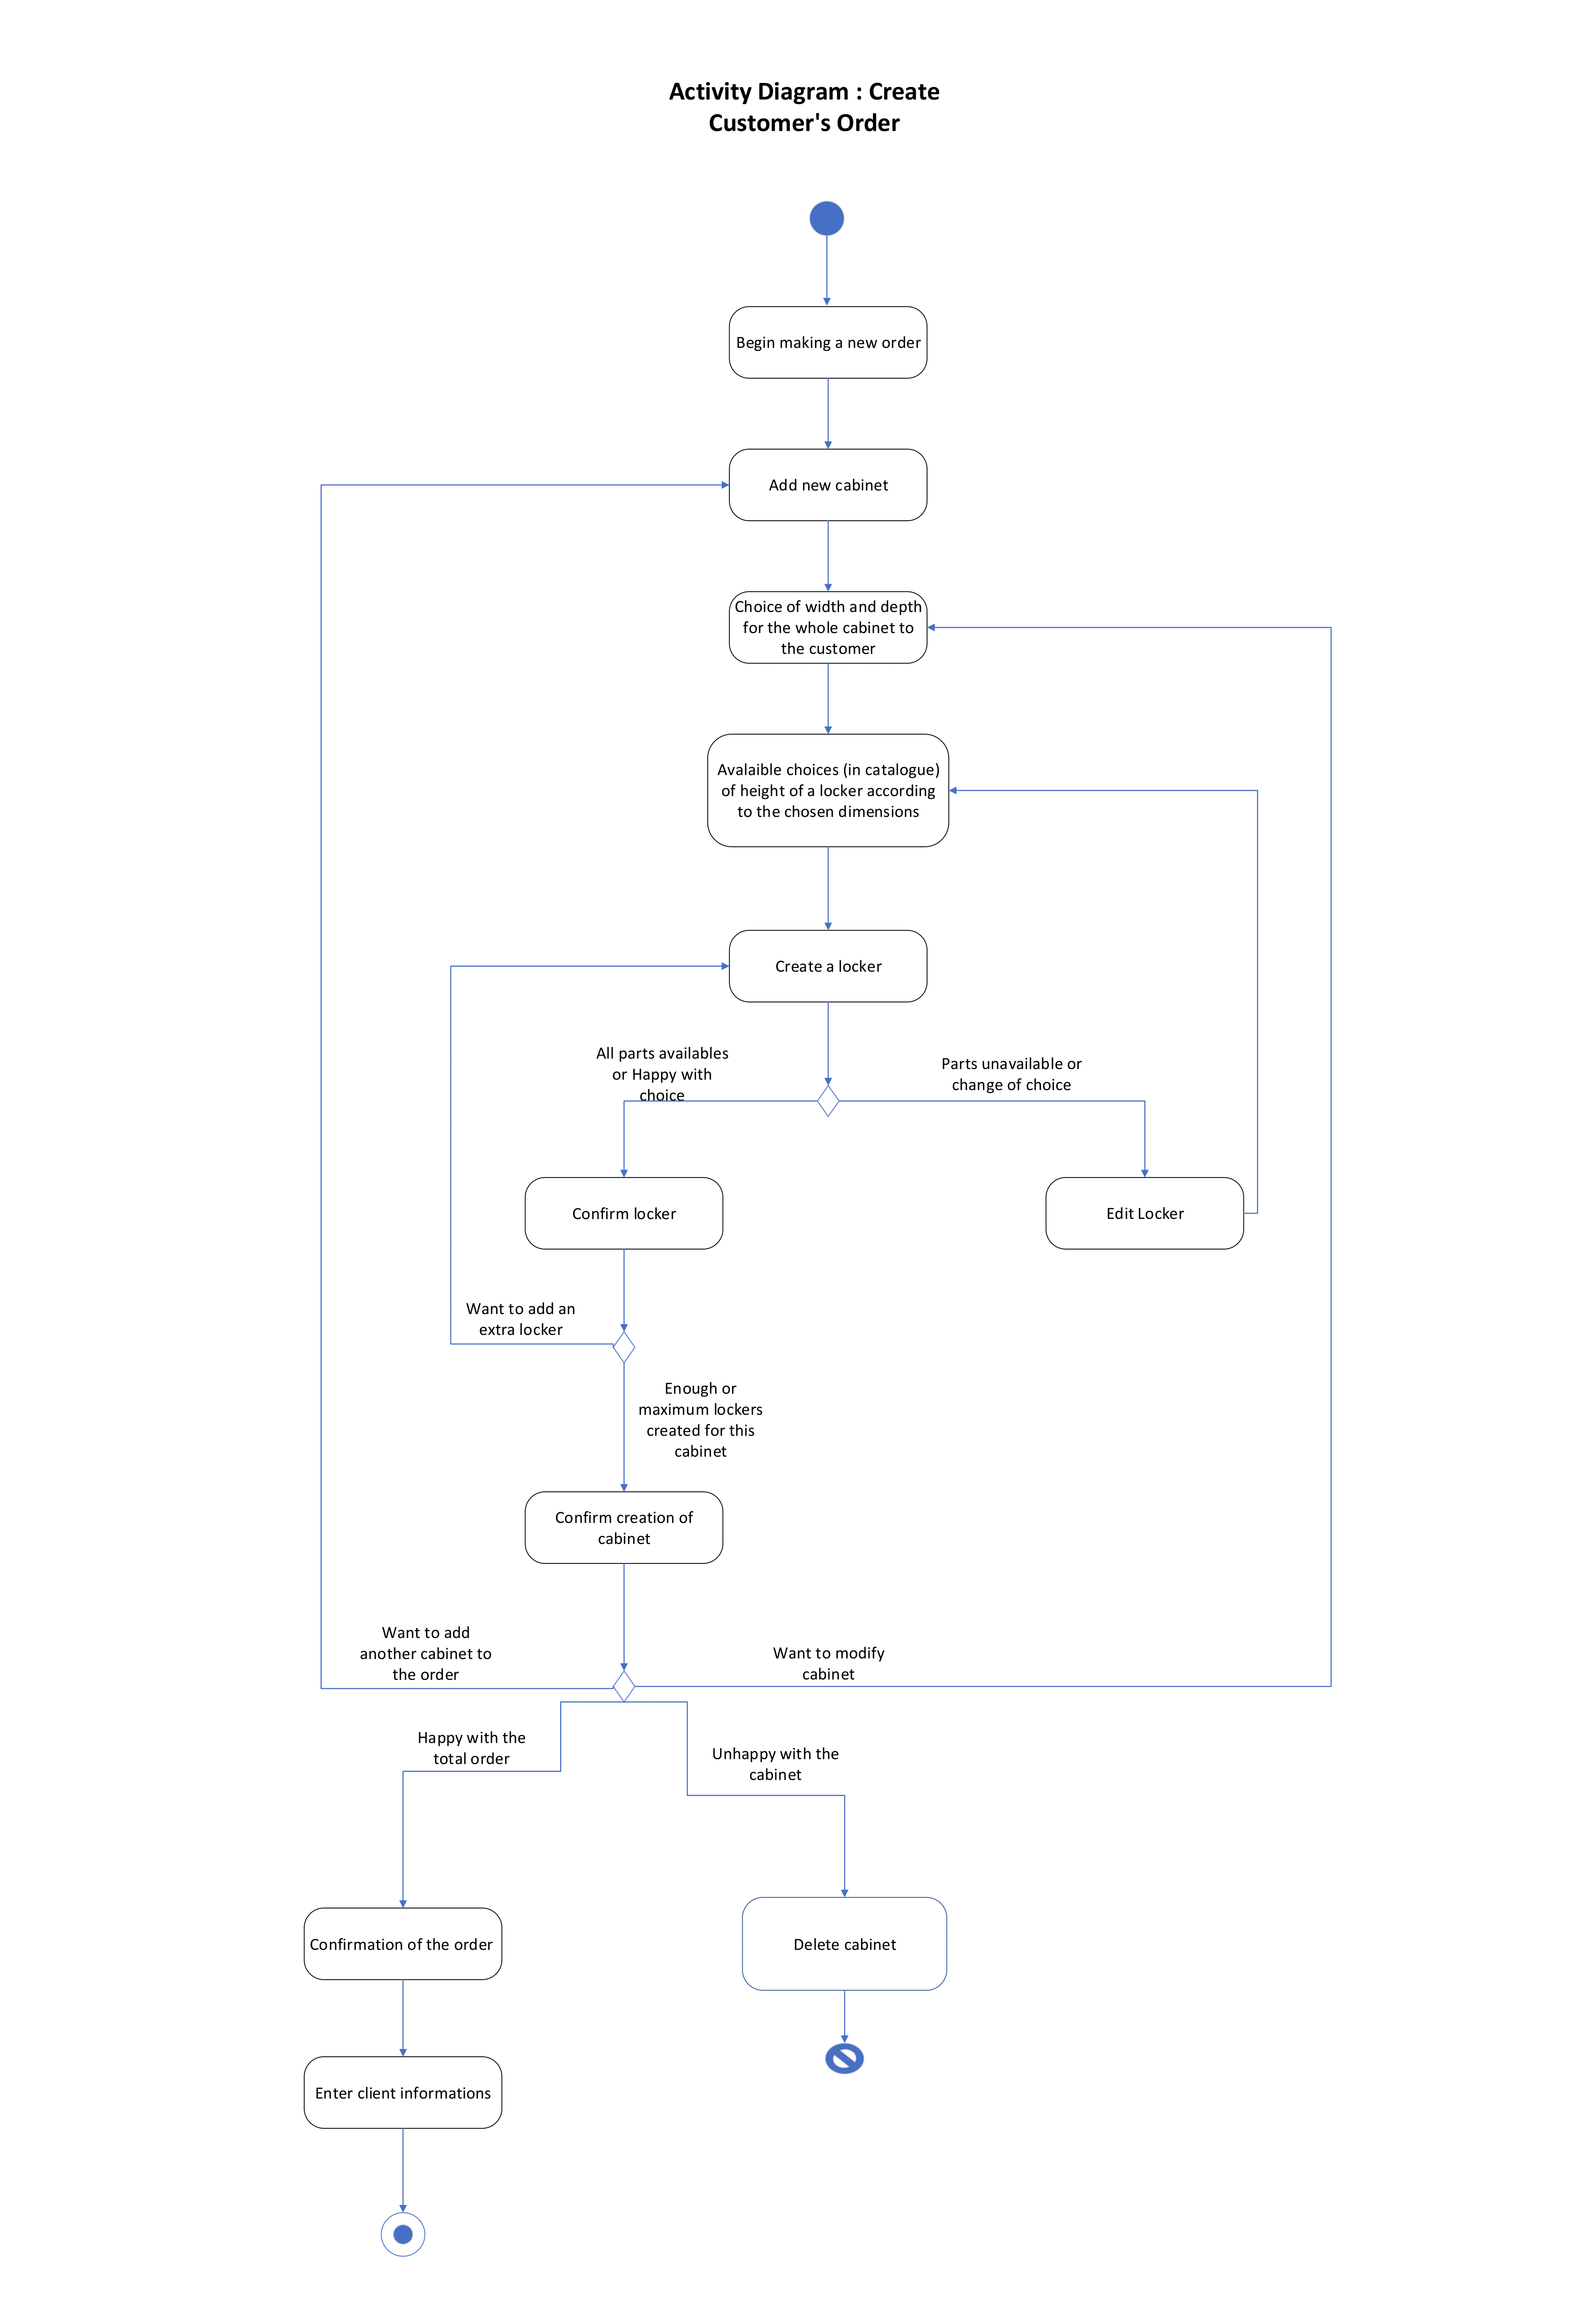 Activity Diagram : Create
Customer's Order
Begin making a new order
Add new cabinet
Choice of width and depth
for the whole cabinet to
the customer
Avalaible choices (in catalogue)
of height of a locker according
to the chosen dimensions
Create a locker
All parts availables
or Happy with
choice
Parts unavailable or
change of choice
Confirm locker
Edit Locker
Want to add an
extra locker
Enough or
maximum lockers
created for this
cabinet
Confirm creation of
cabinet
Want to add
another cabinet to
the order
Want to modify
cabinet
Happy with the
total order
Unhappy with the
cabinet
Confirmation of the order
Delete cabinet
Enter client informations